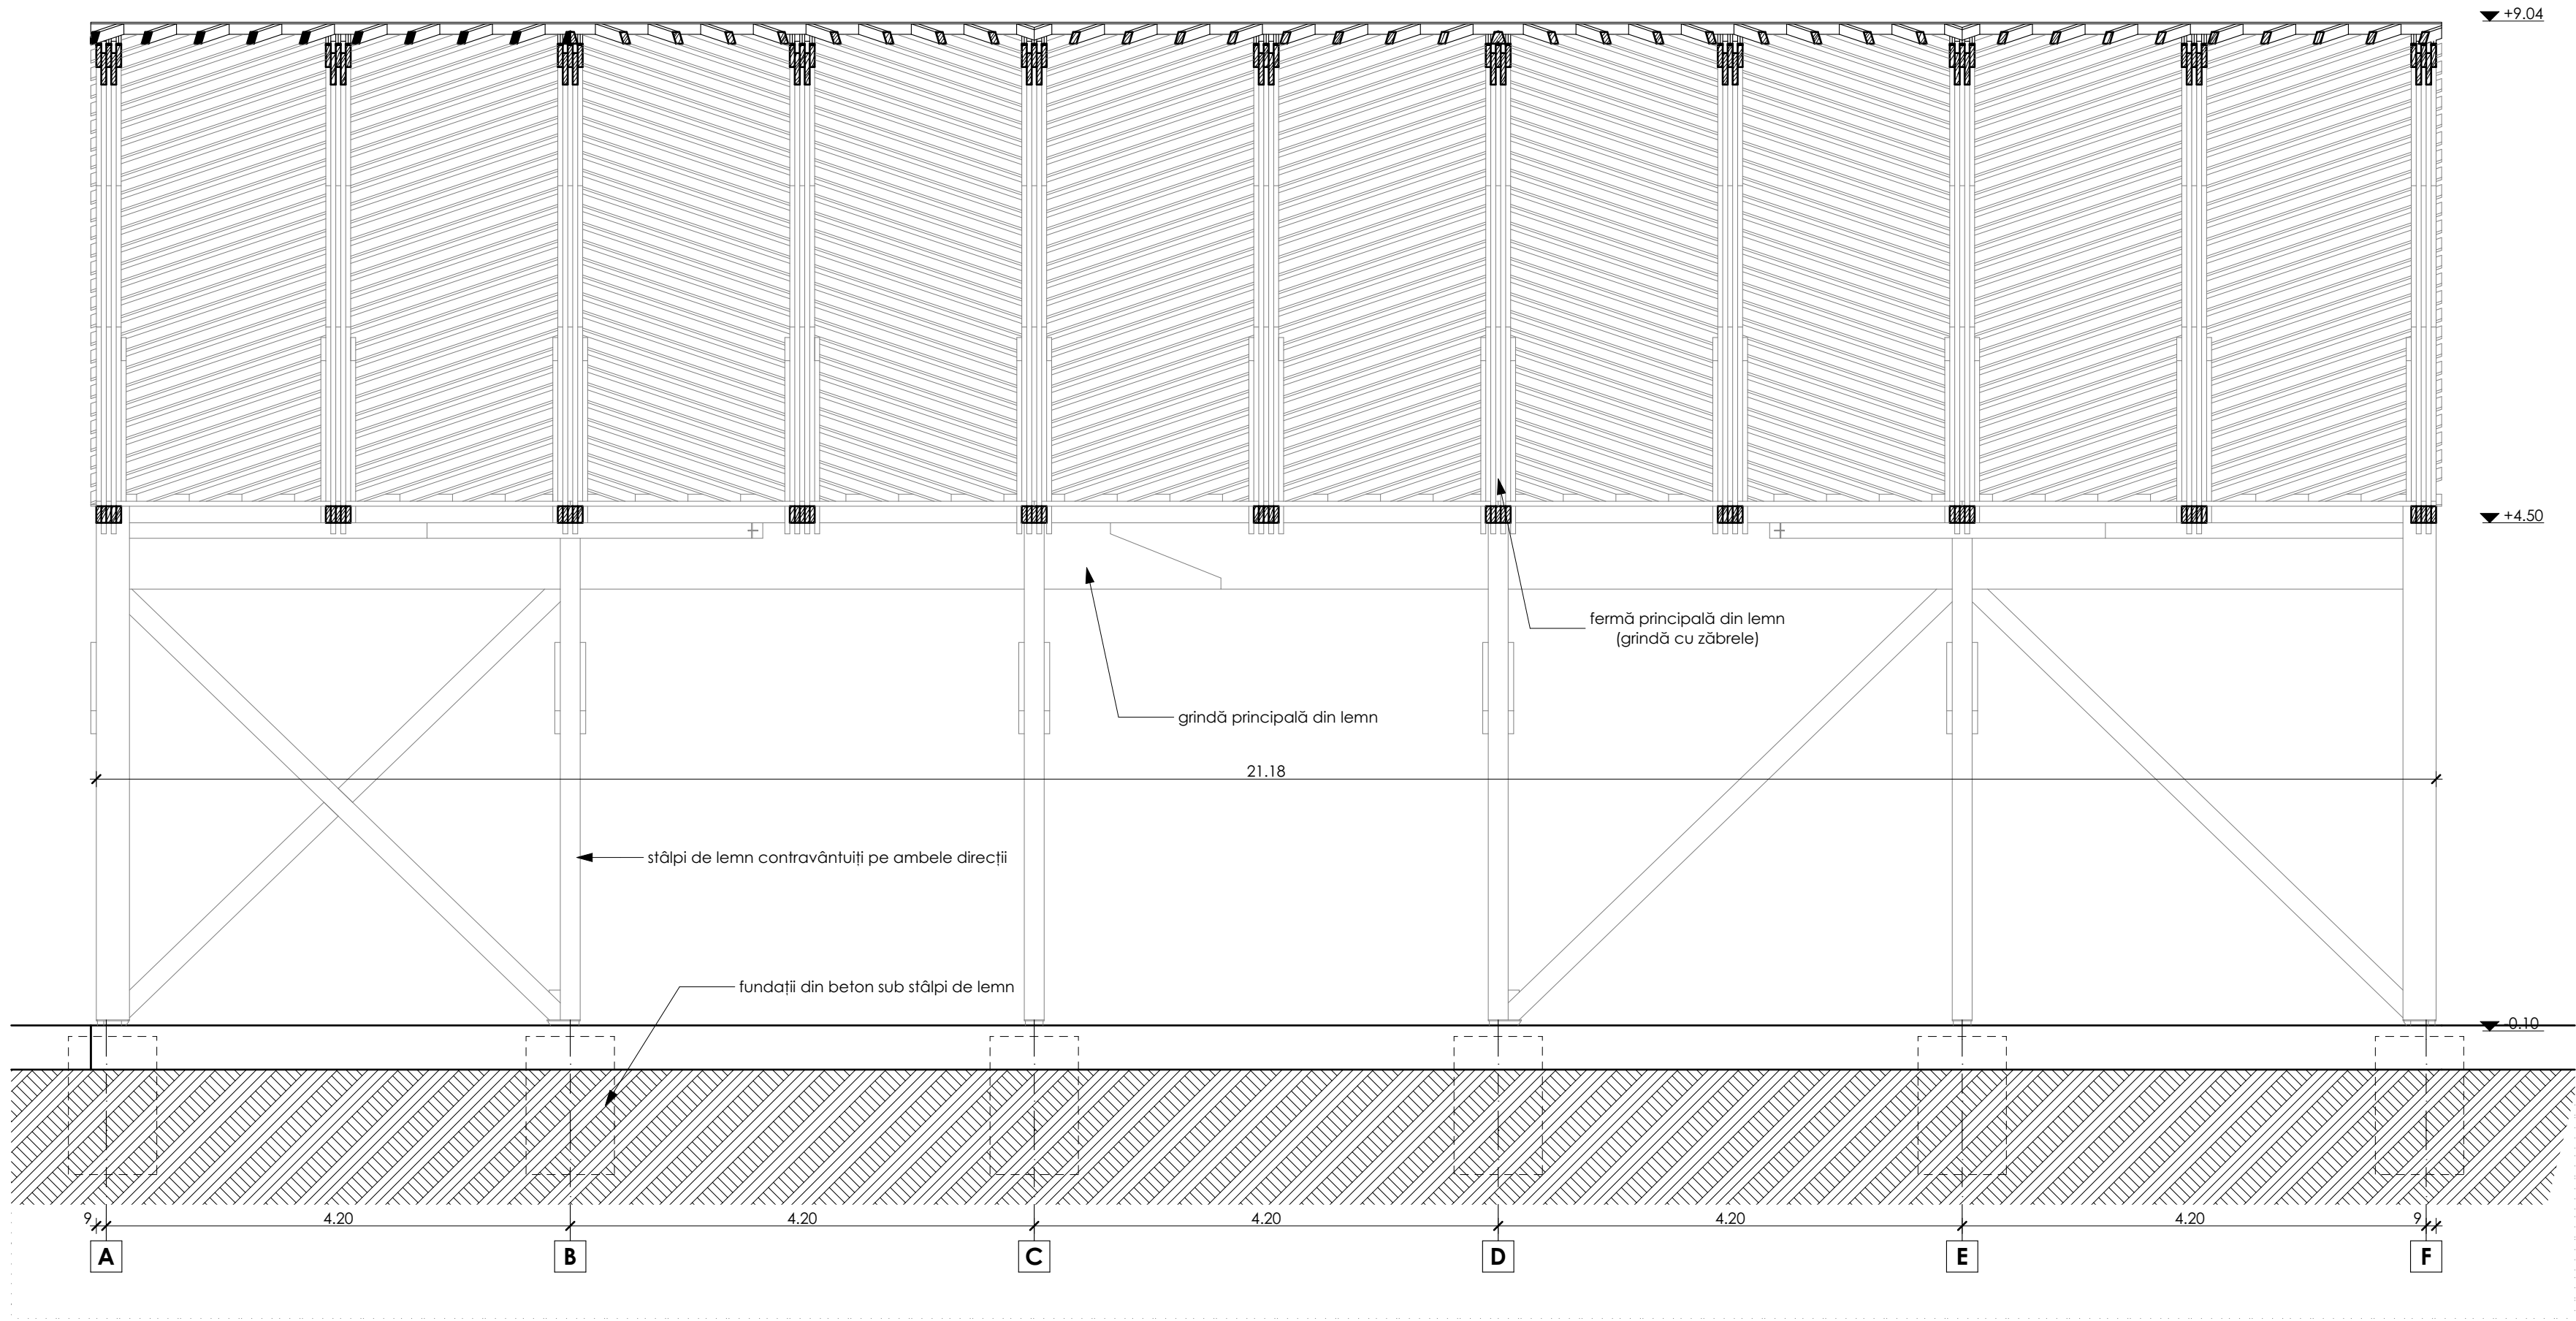 +9.04
+4.50
fermă principală din lemn
(grindă cu zăbrele)
grindă principală din lemn
21.18
stâlpi de lemn contravântuiți pe ambele direcții
fundații din beton sub stâlpi de lemn
-0.10
9 4.20 4.20 4.20 4.20 4.20 9
A B C D E F